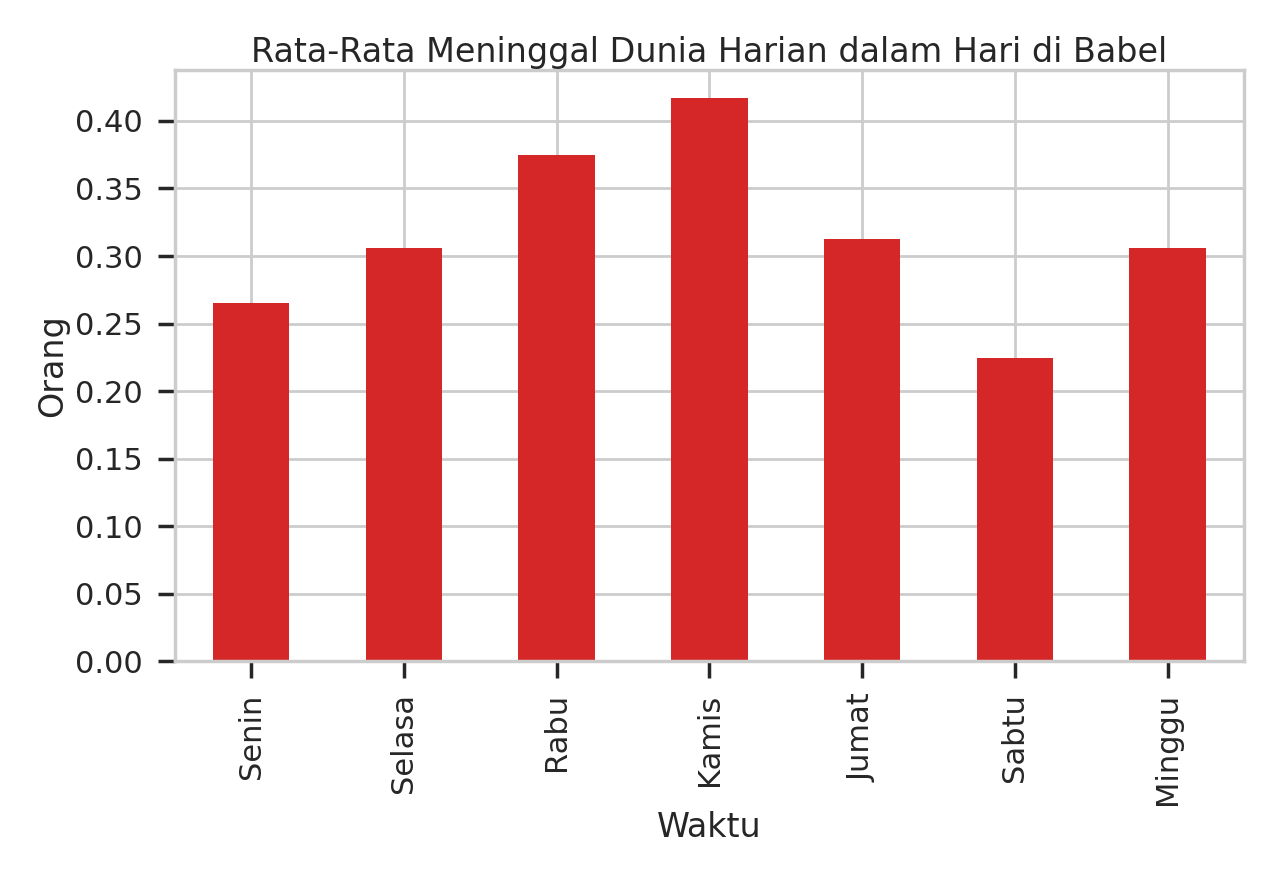 Rata-Rata Meninggal Dunia Harian dalam Hari di Babel
0.40
0.35
0.30
0.25
0.20
0.15
0.10
0.05
0.00
Orang
Senin
Selasa
Rabu
Kamis
Jumat
Sabtu
Minggu
Waktu